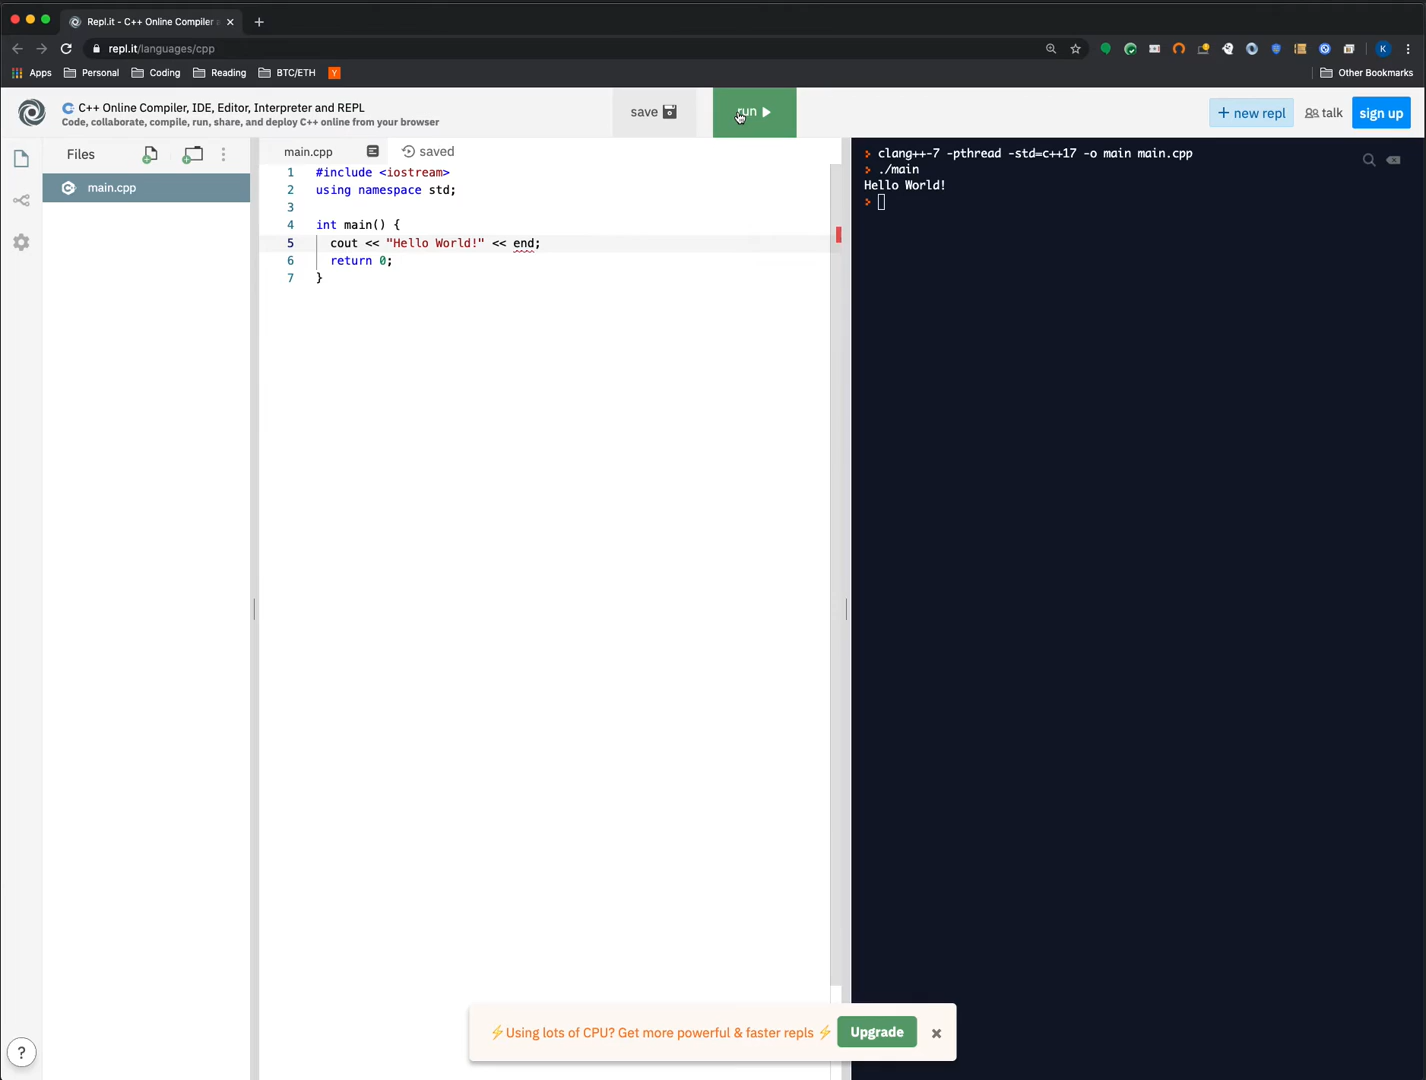 Repl.it - C++ Online Compiler
repl.it/languages/cpp
K
Apps Personal Coding Reading BTC/ETH Y Other Bookmarks
C++ Online Compiler, IDE, Editor, Interpreter and REPL
Code, collaborate, compile, run, share, and deploy C++ online from your browser
save run + new repl talk sign up
Files
main.cpp
main.cpp saved
1 #include <iostream>
2 using namespace std;
3
4 int main() {
5 cout << "Hello World!" << end;
6 return 0;
7 }
clang++-7 -pthread -std=c++17 -o main main.cpp
./main
Hello World!
⚡Using lots of CPU? Get more powerful & faster repls ⚡ Upgrade
?